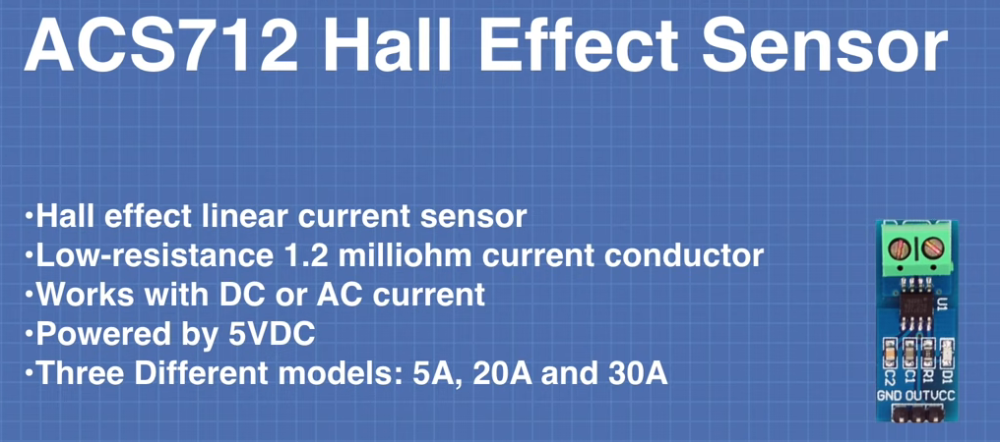 ACS712 Hall Effect Sensor
•Hall effect linear current sensor
•Low-resistance 1.2 milliohm current conductor
•Works with DC or AC current
•Powered by 5VDC
•Three Different models: 5A, 20A and 30A
U1
C2 C1 R1 D1
GND OUTVCC